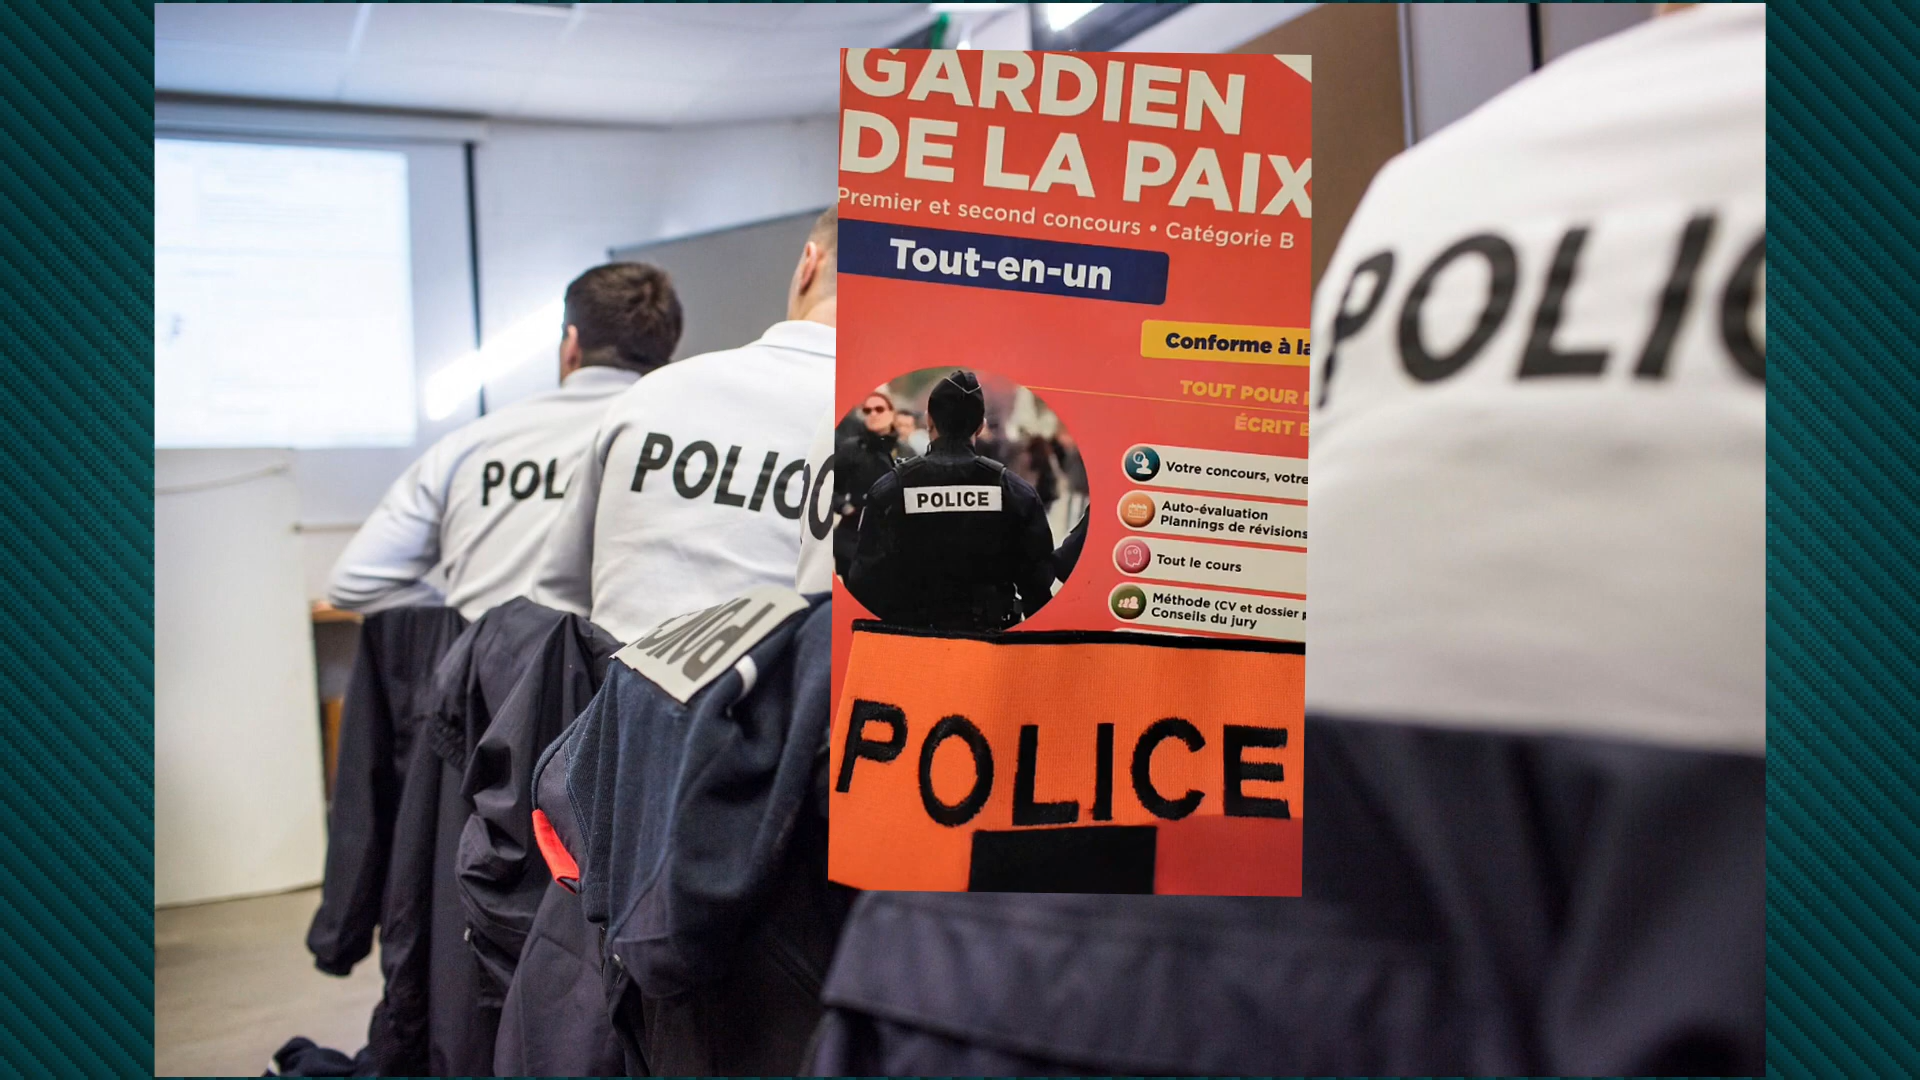 GARDIEN
DE LA PAIX
Premier et second concours • Catégorie B
Tout-en-un
Conforme à la
TOUT POUR
ÉCRIT
Votre concours, votre
Auto-évaluation
Plannings de révisions
Tout le cours
Méthode (CV et dossier
Conseils du jury
POLICE
POLICE
POL
POLIC
POLIC